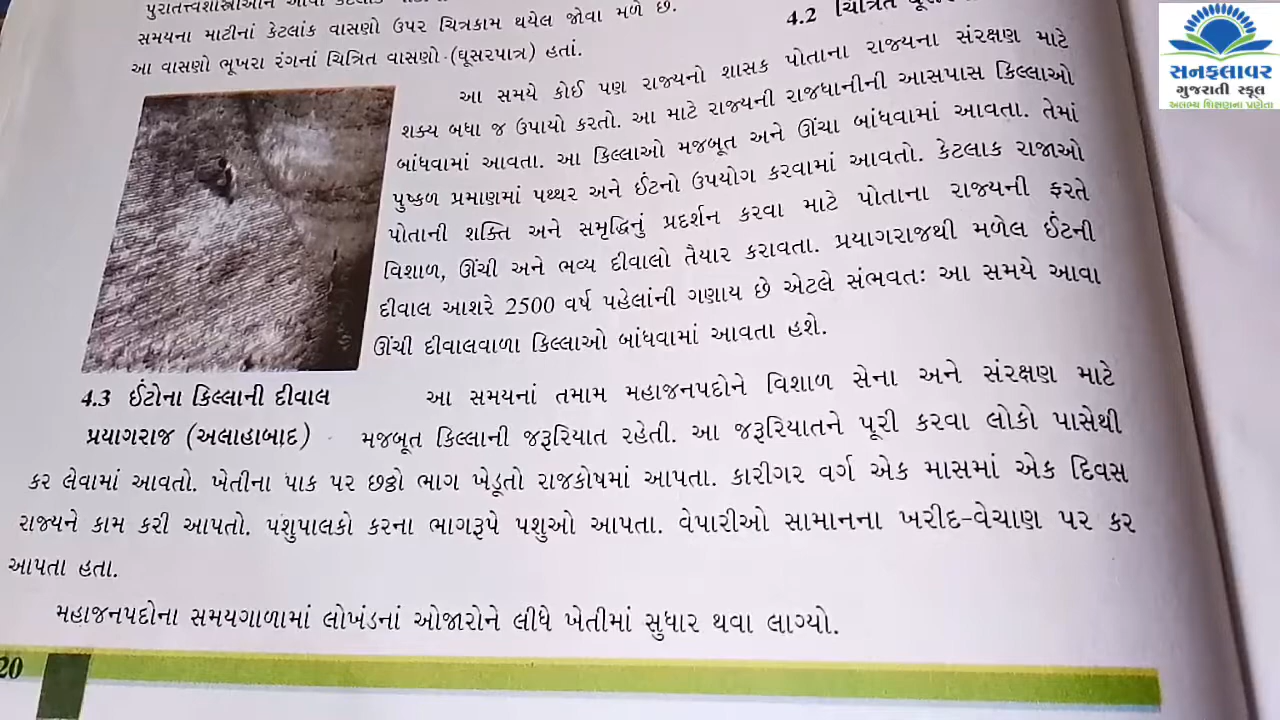 સમયના માટીનાં કેટલાંક વાસણો ઉપર ચિત્રકામ થયેલ જોવા મળે છે.
4.2 ચિત્રિત
આ વાસણો ભૂખરા રંગનાં ચિત્રિત વાસણો (ધૂસરપાત્ર) હતાં.
આ સમયે કોઈ પણ રાજ્યનો શાસક પોતાના રાજ્યના સંરક્ષણ માટે
શક્ય બધા જ ઉપાયો કરતો. આ માટે રાજ્યની રાજધાનીની આસપાસ કિલ્લાઓ
બાંધવામાં આવતા. આ કિલ્લાઓ મજબૂત અને ઊંચા બાંધવામાં આવતા. તેમાં
પુષ્કળ પ્રમાણમાં પથ્થર અને ઈંટનો ઉપયોગ કરવામાં આવતો. કેટલાક રાજાઓ
પોતાની શક્તિ અને સમૃદ્ધિનું પ્રદર્શન કરવા માટે પોતાના રાજ્યની ફરતે
વિશાળ, ઊંચી અને ભવ્ય દીવાલો તૈયાર કરાવતા. પ્રયાગરાજથી મળેલ ઈંટની
દીવાલ આશરે 2500 વર્ષ પહેલાંની ગણાય છે એટલે સંભવતઃ આ સમયે આવા
ઊંચી દીવાલવાળા કિલ્લાઓ બાંધવામાં આવતા હશે.
4.3 ઈંટોના કિલ્લાની દીવાલ
પ્રયાગરાજ (અલાહાબાદ)
આ સમયનાં તમામ મહાજનપદોને વિશાળ સેના અને સંરક્ષણ માટે
મજબૂત કિલ્લાની જરૂરિયાત રહેતી. આ જરૂરિયાતને પૂરી કરવા લોકો પાસેથી
કર લેવામાં આવતો. ખેતીના પાક પર છઠ્ઠો ભાગ ખેડૂતો રાજકોષમાં આપતા. કારીગર વર્ગ એક માસમાં એક દિવસ
રાજ્યને કામ કરી આપતો. પશુપાલકો કરના ભાગરૂપે પશુઓ આપતા. વેપારીઓ સામાનના ખરીદ-વેચાણ પર કર
આપતા હતા.
મહાજનપદોના સમયગાળામાં લોખંડનાં ઓજારોને લીધે ખેતીમાં સુધાર થવા લાગ્યો.
20
સનફલાવર
ગુજરાતી સ્કૂલ
અલભ્ય શિક્ષણના પ્રણેતા